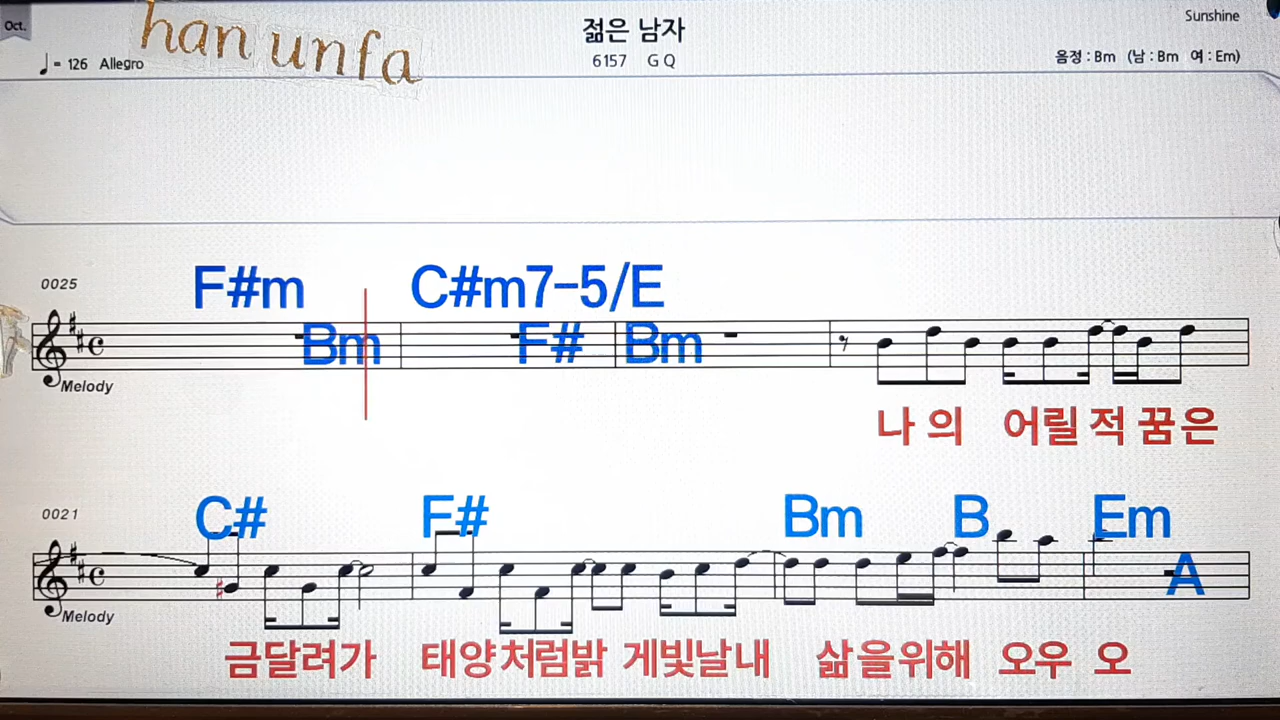 Oct.
han unfa
젊은 남자
Sunshine
♩= 126 Allegro
6157 G Q
음정 : Bm (남 : Bm 여 : Em)
0025
F#m C#m7-5/E
Bm F# Bm
Melody
나 의 어릴 적 꿈은
0021
C# F# Bm B Em
A
Melody
금달려가 태양처럼밝 게빛날내 삶을위해 오우 오